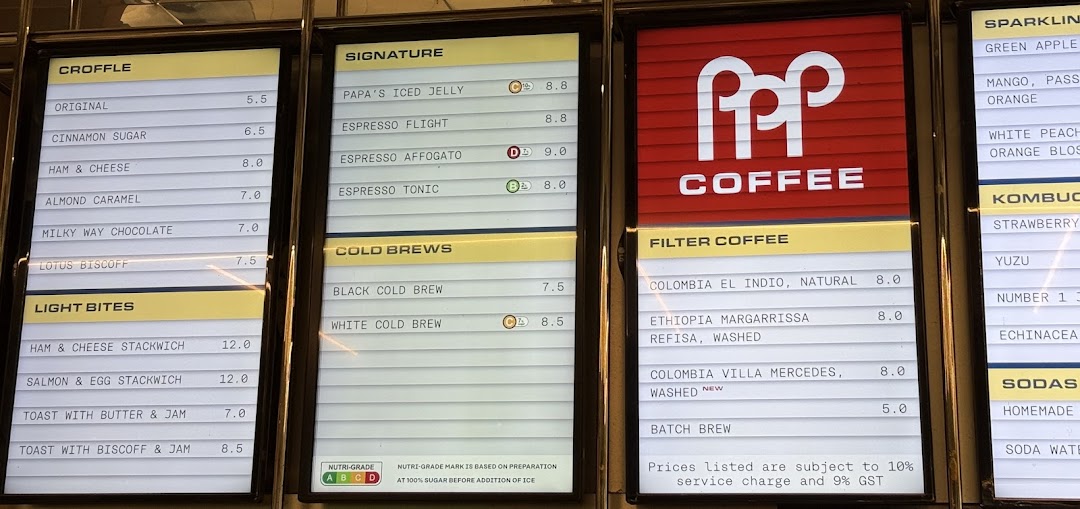 CROFFLE
ORIGINAL 5.5
CINNAMON SUGAR 6.5
HAM & CHEESE 8.0
ALMOND CARAMEL 7.0
MILKY WAY CHOCOLATE 7.0
LOTUS BISCOFF 7.5
LIGHT BITES
HAM & CHEESE STACKWICH 12.0
SALMON & EGG STACKWICH 12.0
TOAST WITH BUTTER & JAM 7.0
TOAST WITH BISCOFF & JAM 8.5
SIGNATURE
PAPA'S ICED JELLY C 8.8
ESPRESSO FLIGHT 8.8
ESPRESSO AFFOGATO D 9.0
ESPRESSO TONIC B 8.0
COLD BREWS
BLACK COLD BREW 7.5
WHITE COLD BREW C 8.5
NUTRI-GRADE
A B C D
NUTRI-GRADE MARK IS BASED ON PREPARATION
AT 100% SUGAR BEFORE ADDITION OF ICE
PPP
COFFEE
FILTER COFFEE
COLOMBIA EL INDIO, NATURAL 8.0
ETHIOPIA MARGARRISSA 8.0
REFISA, WASHED
COLOMBIA VILLA MERCEDES, 8.0
WASHED NEW
5.0
BATCH BREW
Prices listed are subject to 10%
service charge and 9% GST
SPARKLIN
GREEN APPLE
MANGO, PASS
ORANGE
WHITE PEACH
ORANGE BLOS
KOMBUC
STRAWBERRY
YUZU
NUMBER 1
ECHINACEA
SODAS
HOMEMADE
SODA WATE